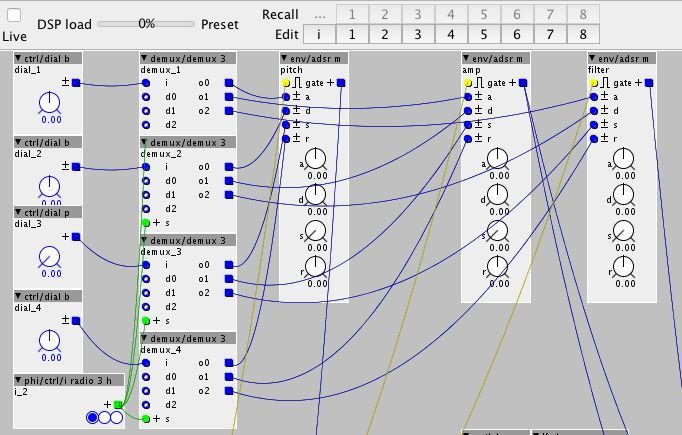 Live
DSP load 0% Preset
Recall ... 1 2 3 4 5 6 7 8
Edit i 1 2 3 4 5 6 7 8
ctrl/dial b
dial_1
±
0.00
ctrl/dial b
dial_2
±
0.00
ctrl/dial p
dial_3
+
0.00
ctrl/dial b
dial_4
±
0.00
phi/ctrl/i radio 3 h
i_2
+
demux/demux 3
demux_1
i o0
d0 o1
d1 o2
d2
demux/demux 3
demux_2
i o0
d0 o1
d1 o2
d2
+ s
demux/demux 3
demux_3
i o0
d0 o1
d1 o2
d2
+ s
demux/demux 3
demux_4
i o0
d0 o1
d1 o2
d2
+ s
env/adsr m
pitch
gate +
± a
± d
± s
± r
a
0.00
d
0.00
s
0.00
r
0.00
env/adsr m
amp
gate +
± a
± d
± s
± r
a
0.00
d
0.00
s
0.00
r
0.00
env/adsr m
filter
gate +
± a
± d
± s
± r
a
0.00
d
0.00
s
0.00
r
0.00